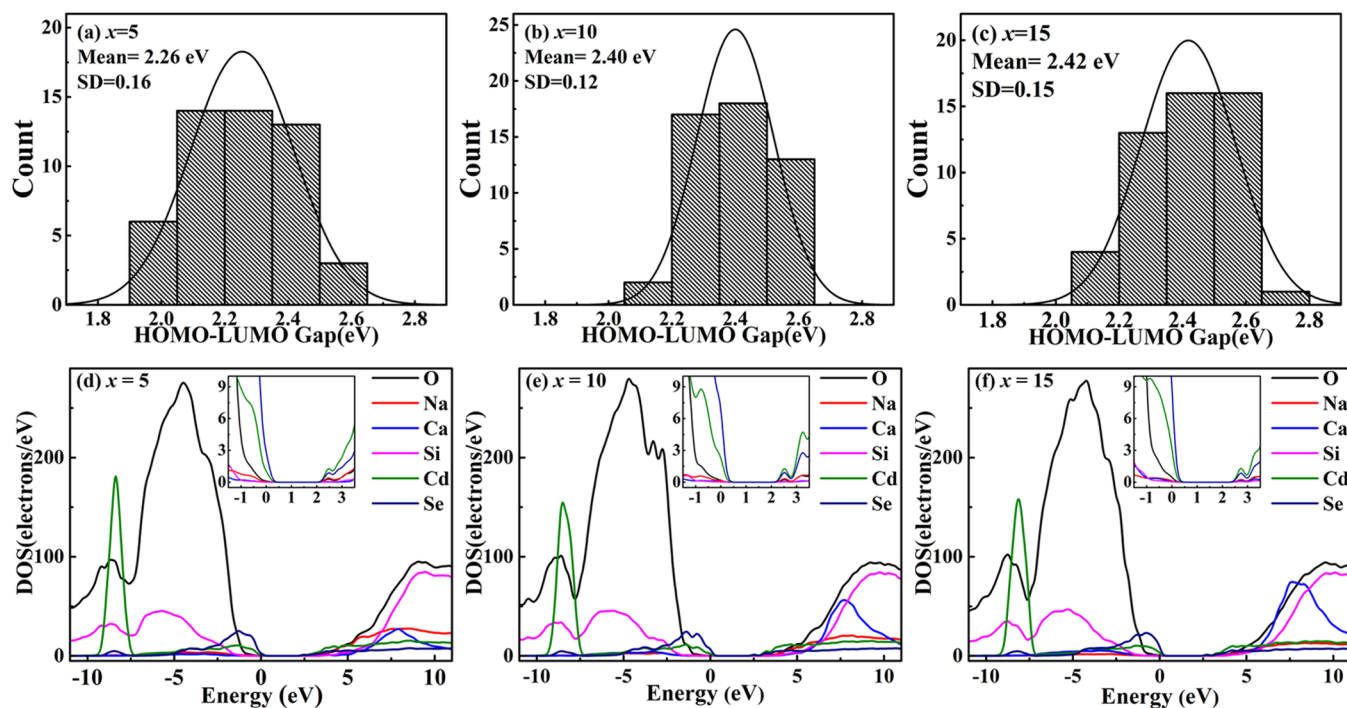 (a) x=5
Mean= 2.26 eV
SD=0.16
20
15
10
5
0
Count
1.8 2.0 2.2 2.4 2.6 2.8
HOMO-LUMO Gap(eV)
(b) x=10
Mean= 2.40 eV
SD=0.12
25
20
15
10
5
0
Count
1.8 2.0 2.2 2.4 2.6 2.8
HOMO-LUMO Gap(eV)
(c) x=15
Mean= 2.42 eV
SD=0.15
20
15
10
5
0
Count
1.8 2.0 2.2 2.4 2.6 2.8
HOMO-LUMO Gap(eV)
(d) x = 5
O
Na
Ca
Si
Cd
Se
9
6
3
0
-1 0 1 2 3
200
100
0
DOS(electrons/eV)
-10 -5 0 5 10
Energy (eV)
(e) x = 10
O
Na
Ca
Si
Cd
Se
9
6
3
0
-1 0 1 2 3
200
100
0
DOS(electrons/eV)
-10 -5 0 5 10
Energy (eV)
(f) x = 15
O
Na
Ca
Si
Cd
Se
9
6
3
0
-1 0 1 2 3
200
100
0
DOS(electrons/eV)
-10 -5 0 5 10
Energy (eV)